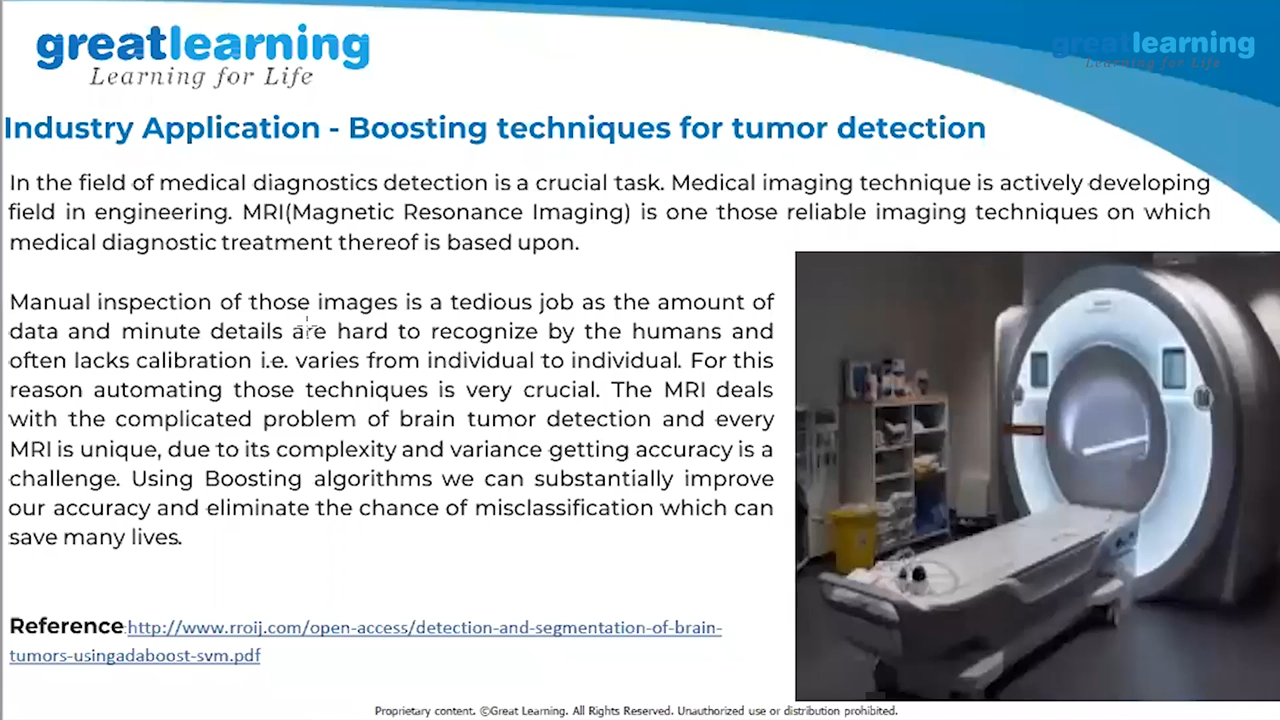 greatlearning
Learning for Life
greatlearning
Learning for Life
Industry Application - Boosting techniques for tumor detection
In the field of medical diagnostics detection is a crucial task. Medical imaging technique is actively developing
field in engineering. MRI(Magnetic Resonance Imaging) is one those reliable imaging techniques on which
medical diagnostic treatment thereof is based upon.
Manual inspection of those images is a tedious job as the amount of
data and minute details are hard to recognize by the humans and
often lacks calibration i.e. varies from individual to individual. For this
reason automating those techniques is very crucial. The MRI deals
with the complicated problem of brain tumor detection and every
MRI is unique, due to its complexity and variance getting accuracy is a
challenge. Using Boosting algorithms we can substantially improve
our accuracy and eliminate the chance of misclassification which can
save many lives.
Reference:http://www.rroij.com/open-access/detection-and-segmentation-of-brain-
tumors-usingadaboost-svm.pdf
Proprietary content. ©Great Learning. All Rights Reserved. Unauthorized use or distribution prohibited.